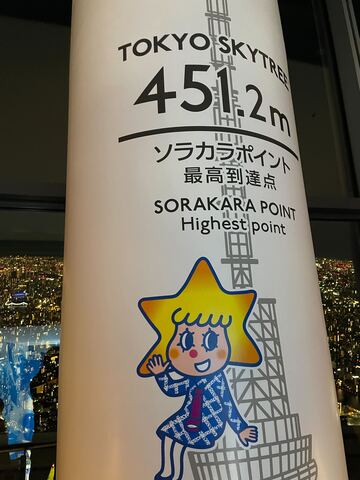 TOKYO SKYTREE
451.2m
ソラカラポイント
最高到達点
SORAKARA POINT
Highest point